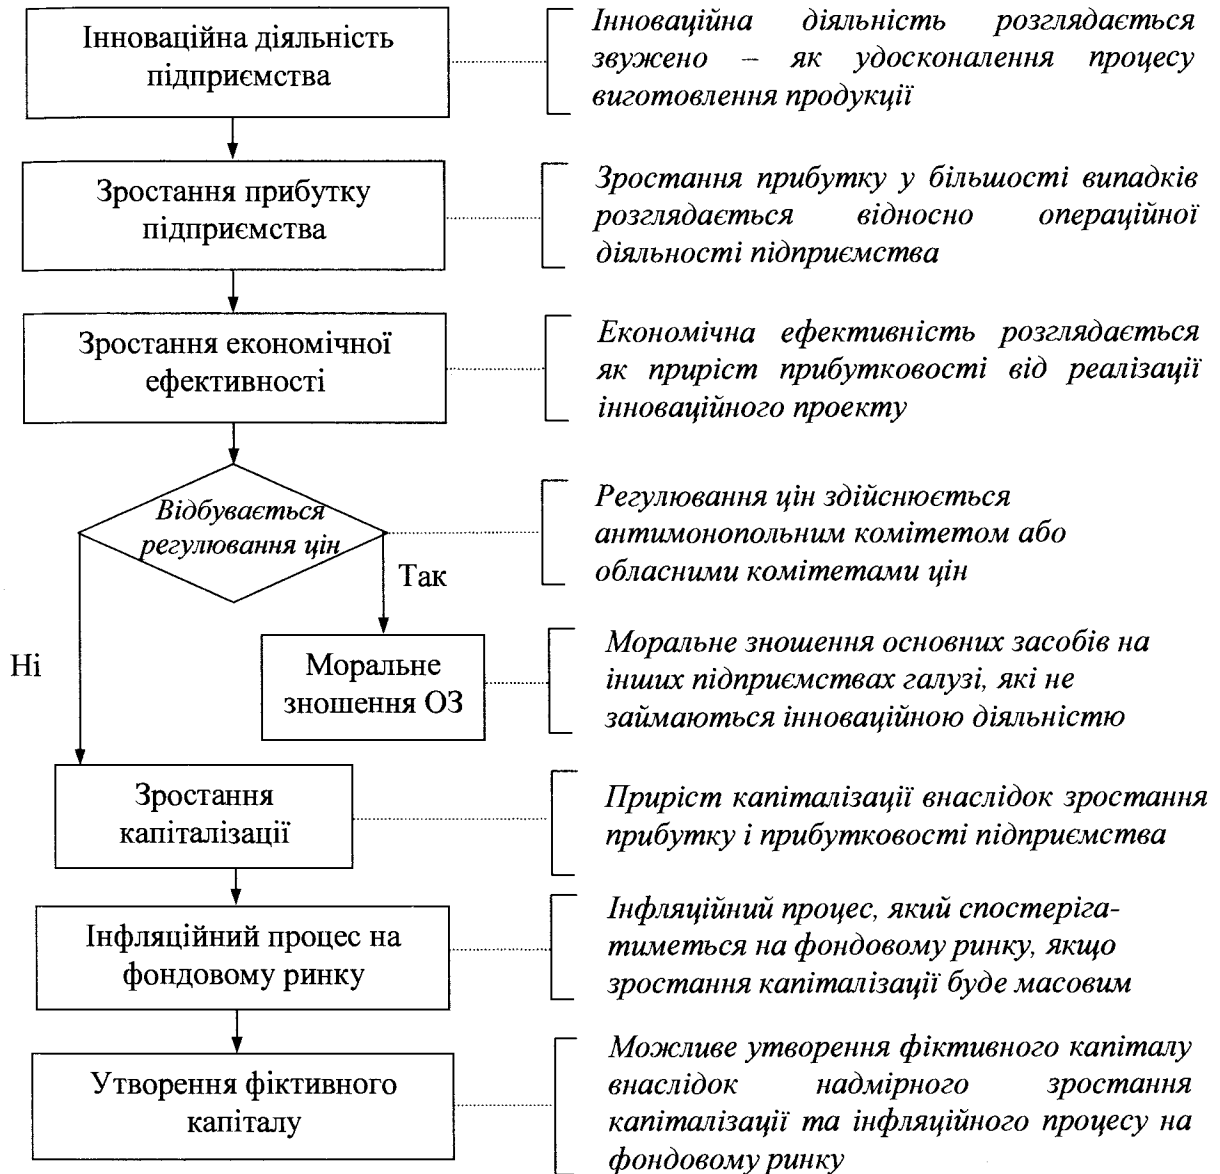 Інноваційна діяльність
підприємства
Інноваційна діяльність розглядається
звужено – як удосконалення процесу
виготовлення продукції
Зростання прибутку
підприємства
Зростання прибутку у більшості випадків
розглядається відносно операційної
діяльності підприємства
Зростання економічної
ефективності
Економічна ефективність розглядається
як приріст прибутковості від реалізації
інноваційного проекту
Відбувається
регулювання цін
Регулювання цін здійснюється
антимонопольним комітетом або
обласними комітетами цін
Так
Ні
Моральне
зношення ОЗ
Моральне зношення основних засобів на
інших підприємствах галузі, які не
займаються інноваційною діяльністю
Зростання
капіталізації
Приріст капіталізації внаслідок зростання
прибутку і прибутковості підприємства
Інфляційний процес на
фондовому ринку
Інфляційний процес, який спостеріга-
тиметься на фондовому ринку, якщо
зростання капіталізації буде масовим
Утворення фіктивного
капіталу
Можливе утворення фіктивного капіталу
внаслідок надмірного зростання
капіталізації та інфляційного процесу на
фондовому ринку